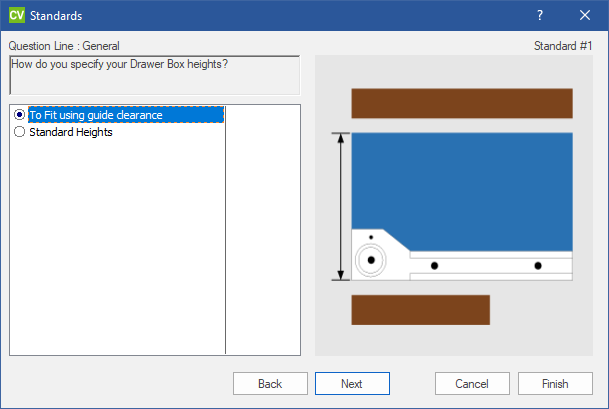 CV Standards ?
Question Line : General Standard #1
How do you specify your Drawer Box heights?
To Fit using guide clearance
Standard Heights
Back Next Cancel Finish